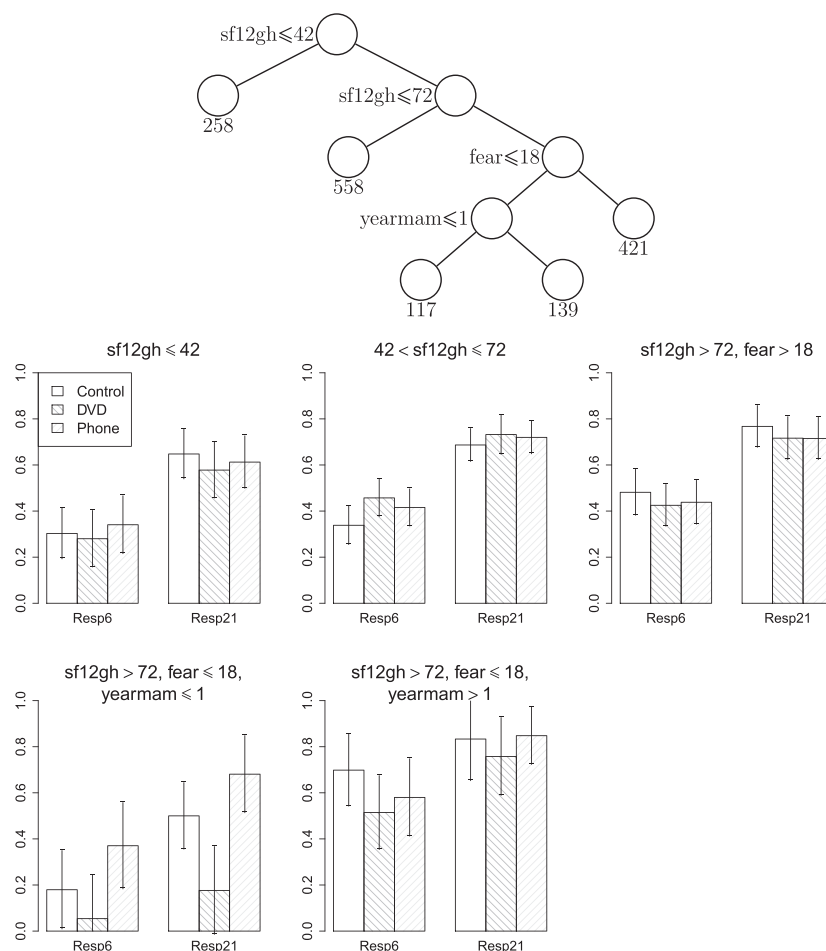 sf12gh⩽42
258
sf12gh⩽72
558
fear⩽18
yearmam⩽1
421
117
139
sf12gh ⩽ 42
1.0
0.8
0.6
0.4
0.2
0.0
Control
DVD
Phone
Resp6
Resp21
42 < sf12gh ⩽ 72
1.0
0.8
0.6
0.4
0.2
0.0
Resp6
Resp21
sf12gh > 72, fear > 18
1.0
0.8
0.6
0.4
0.2
0.0
Resp6
Resp21
sf12gh > 72, fear ⩽ 18,
yearmam ⩽ 1
1.0
0.8
0.6
0.4
0.2
0.0
Resp6
Resp21
sf12gh > 72, fear ⩽ 18,
yearmam > 1
1.0
0.8
0.6
0.4
0.2
0.0
Resp6
Resp21